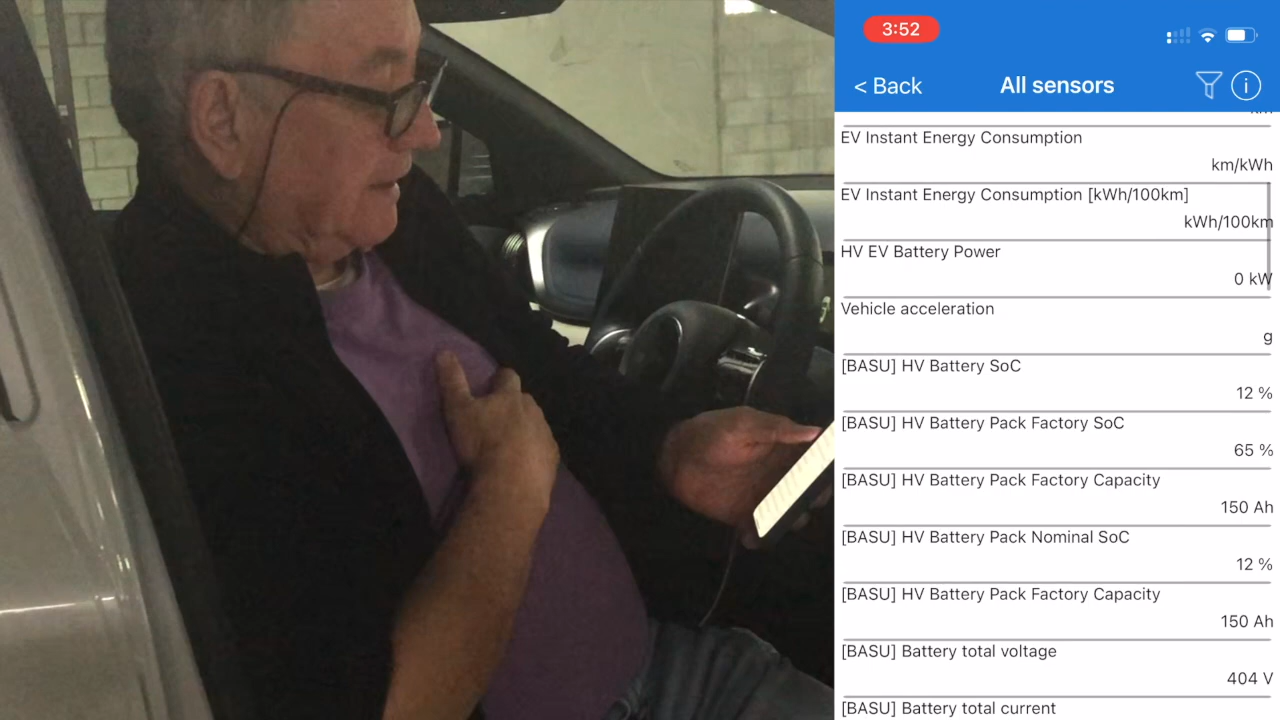 3:52
< Back
All sensors
EV Instant Energy Consumption
km/kWh
EV Instant Energy Consumption [kWh/100km]
kWh/100km
HV EV Battery Power
0 kW
Vehicle acceleration
g
[BASU] HV Battery SoC
12 %
[BASU] HV Battery Pack Factory SoC
65 %
[BASU] HV Battery Pack Factory Capacity
150 Ah
[BASU] HV Battery Pack Nominal SoC
12 %
[BASU] HV Battery Pack Factory Capacity
150 Ah
[BASU] Battery total voltage
404 V
[BASU] Battery total current